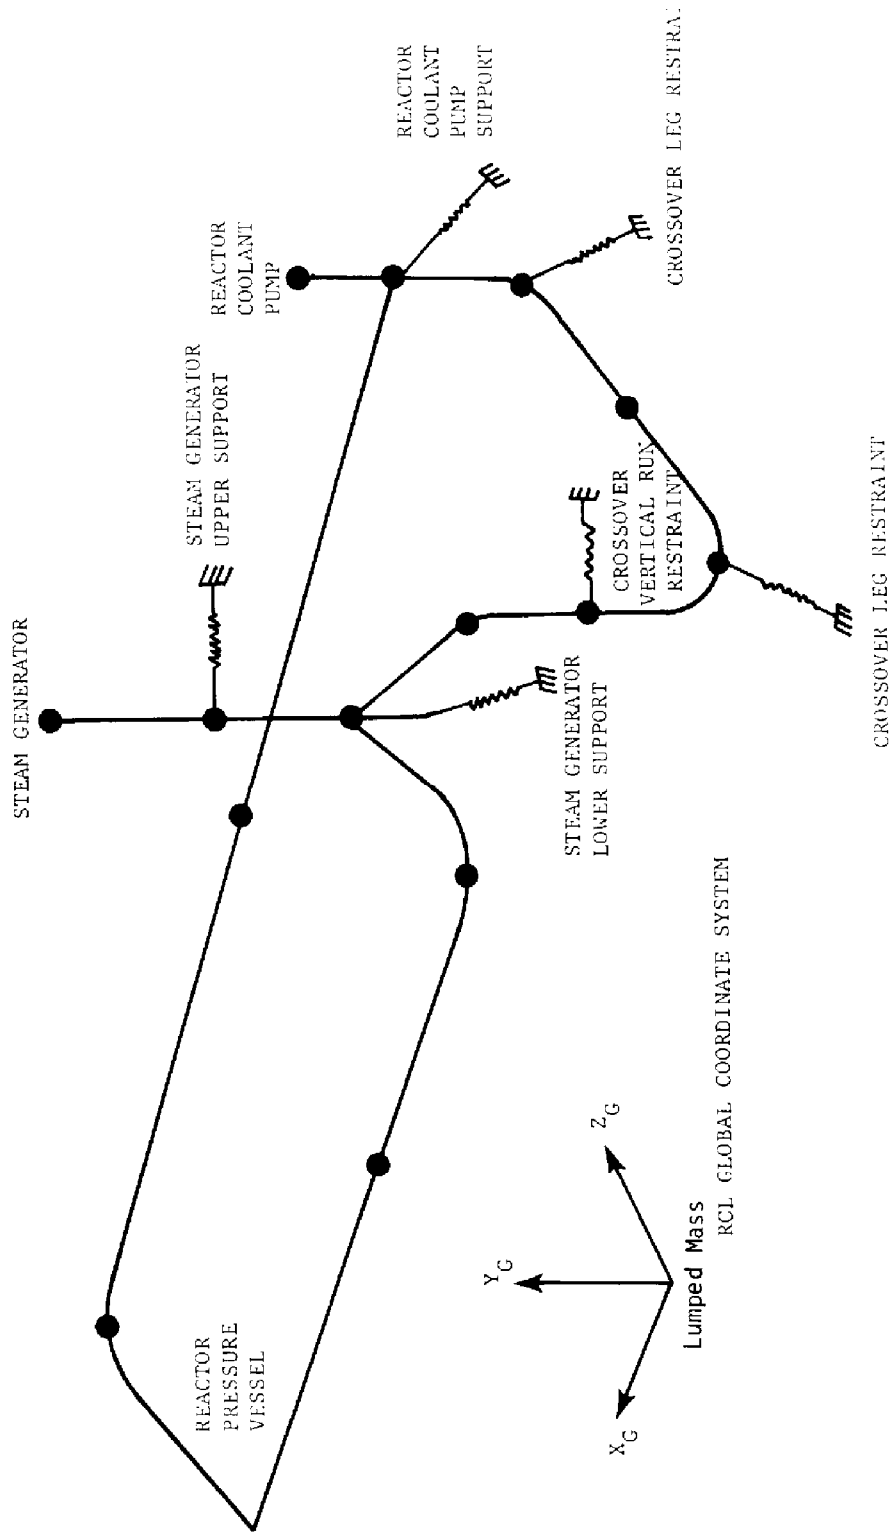 STEAM GENERATOR
STEAM GENERATOR
UPPER SUPPORT
REACTOR
COOLANT
PUMP
REACTOR
COOLANT
PUMP
SUPPORT
CROSSOVER LEG
CROSSOVER
VERTICAL RUN
RESTRAINT
STEAM GENERATOR
LOWER SUPPORT
CROSSOVER LEG RESTRAINT
REACTOR
PRESSURE
VESSEL
Y_G
Z_G
X_G
Lumped Mass
RCL GLOBAL COORDINATE SYSTEM